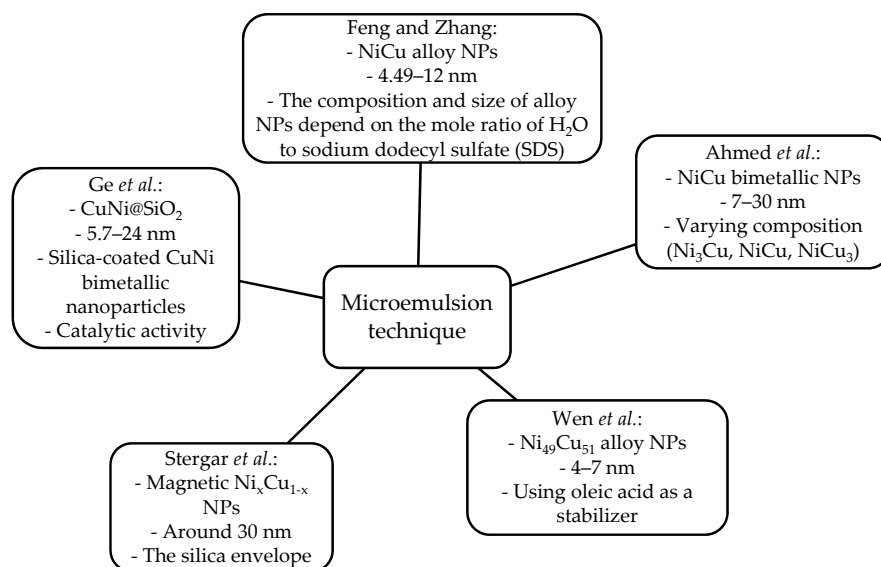 Feng and Zhang:
- NiCu alloy NPs
- 4.49–12 nm
- The composition and size of alloy
NPs depend on the mole ratio of H₂O
to sodium dodecyl sulfate (SDS)
Ahmed et al.:
- NiCu bimetallic NPs
- 7–30 nm
- Varying composition
(Ni₃Cu, NiCu, NiCu₃)
Ge et al.:
- CuNi@SiO₂
- 5.7–24 nm
- Silica-coated CuNi
bimetallic
nanoparticles
- Catalytic activity
Microemulsion
technique
Wen et al.:
- Ni₄₉Cu₅₁ alloy NPs
- 4–7 nm
- Using oleic acid as a
stabilizer
Stergar et al.:
- Magnetic NiₓCu₁₋ₓ
NPs
- Around 30 nm
- The silica envelope